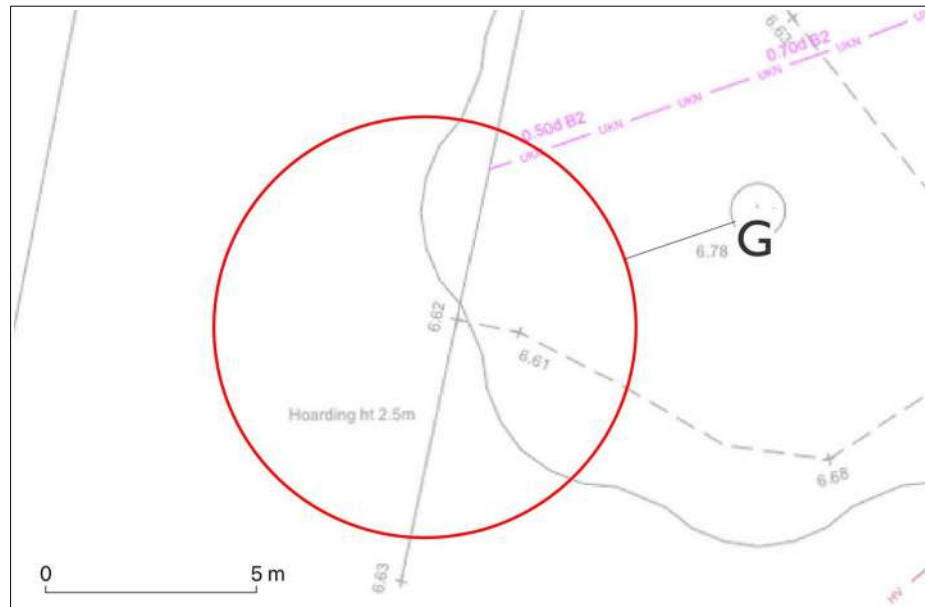 6.63
0.70d B2
UKN
UKN
UKN
UKN
UKN
0.50d B2
G
6.78
6.62
6.61
Hoarding ht 2.5m
6.68
6.63
0
5 m
HV